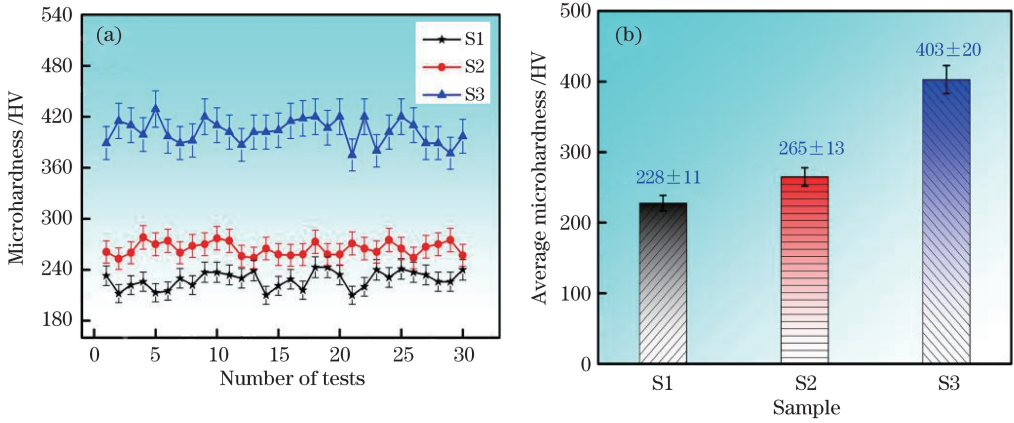 (a)
S1
S2
S3
540
480
420
360
300
240
180
0 5 10 15 20 25 30
Number of tests
Microhardness /HV
(b)
500
400
300
200
100
0
228±11
265±13
403±20
S1 S2 S3
Sample
Average microhardness /HV